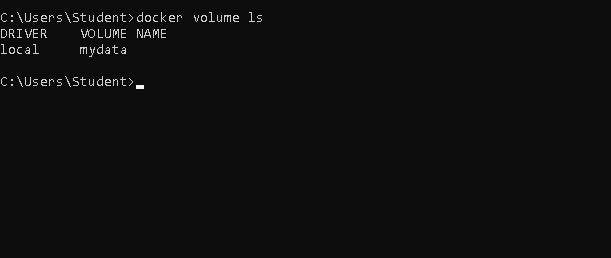 C:\Users\Student>docker volume ls
DRIVER    VOLUME NAME
local     mydata
C:\Users\Student>